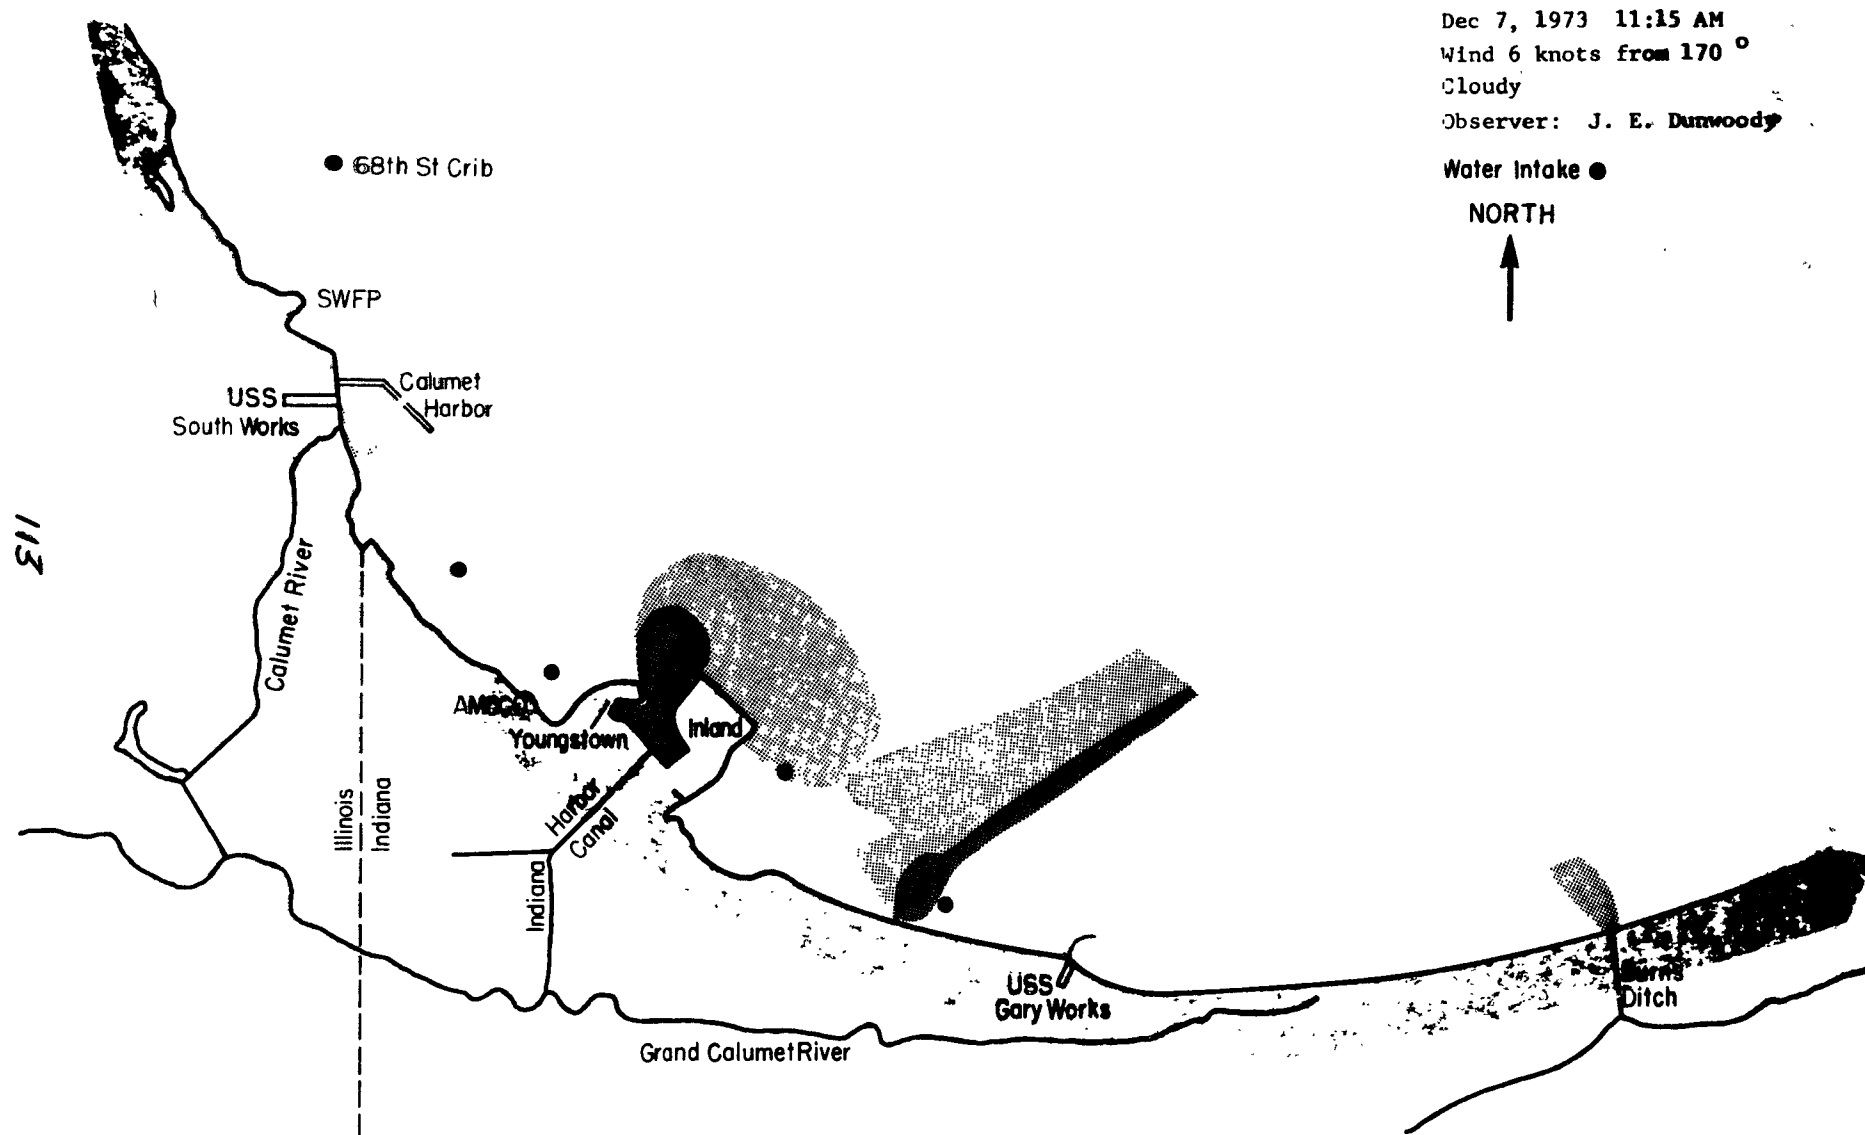 Dec 7, 1973 11:15 AM
Wind 6 knots from 170 °
Cloudy
Observer: J. E. Dunwoody
Water Intake
NORTH
68th St Crib
SWFP
Calumet
Harbor
USS
South Works
113
Calumet River
AMOCO
Youngstown
Inland
Harbor
Canal
Indiana
Illinois
Indiana
USS
Gary Works
Burns
Ditch
Grand Calumet River